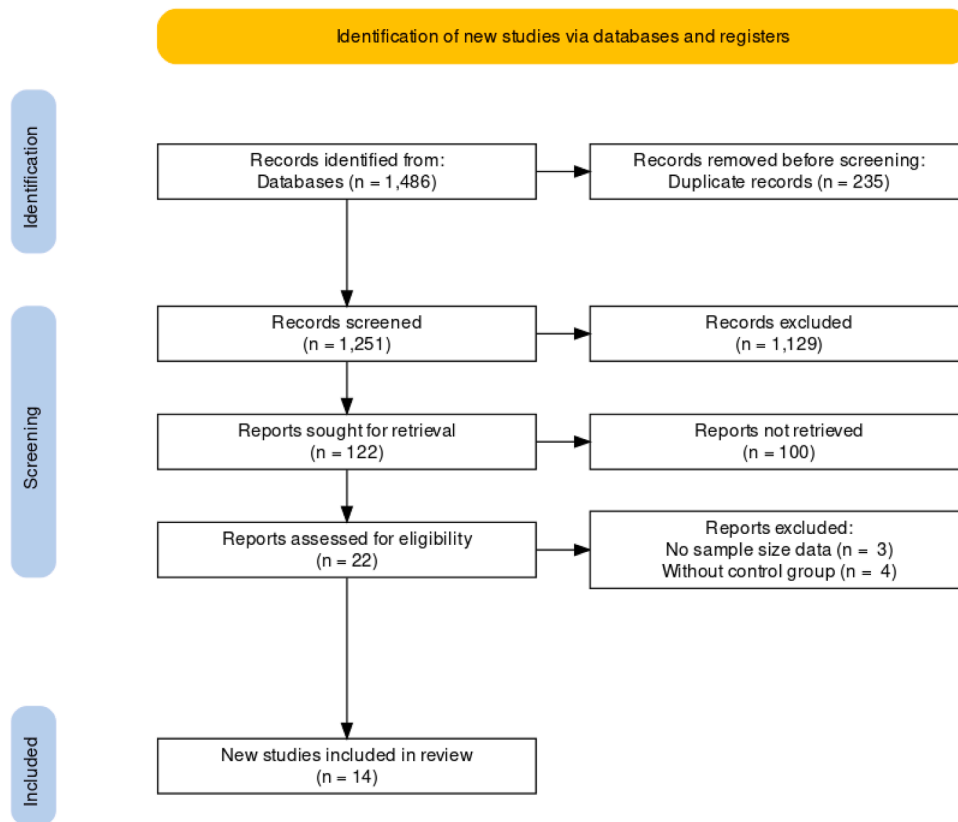 Identification of new studies via databases and registers
Identification
Records identified from:
Databases (n = 1,486)
Records removed before screening:
Duplicate records (n = 235)
Screening
Records screened
(n = 1,251)
Records excluded
(n = 1,129)
Reports sought for retrieval
(n = 122)
Reports not retrieved
(n = 100)
Reports assessed for eligibility
(n = 22)
Reports excluded:
No sample size data (n = 3)
Without control group (n = 4)
Included
New studies included in review
(n = 14)